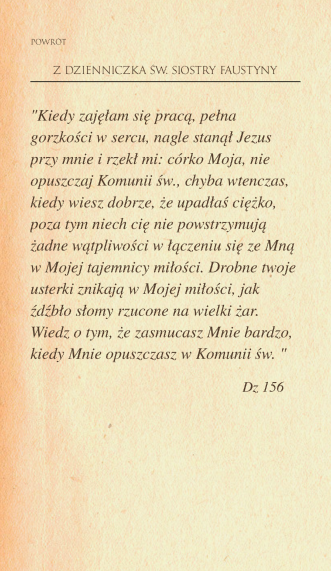 POWRÓT
Z DZIENNICZKA ŚW. SIOSTRY FAUSTYNY
"Kiedy zajęłam się pracą, pełna
gorzkości w sercu, nagle stanął Jezus
przy mnie i rzekł mi: córko Moja, nie
opuszczaj Komunii św., chyba wtenczas,
kiedy wiesz dobrze, że upadłaś ciężko,
poza tym niech cię nie powstrzymują
żadne wątpliwości w łączeniu się ze Mną
w Mojej tajemnicy miłości. Drobne twoje
usterki znikają w Mojej miłości, jak
źdźbło słomy rzucone na wielki żar.
Wiedz o tym, że zasmucasz Mnie bardzo,
kiedy Mnie opuszczasz w Komunii św. "
Dz 156